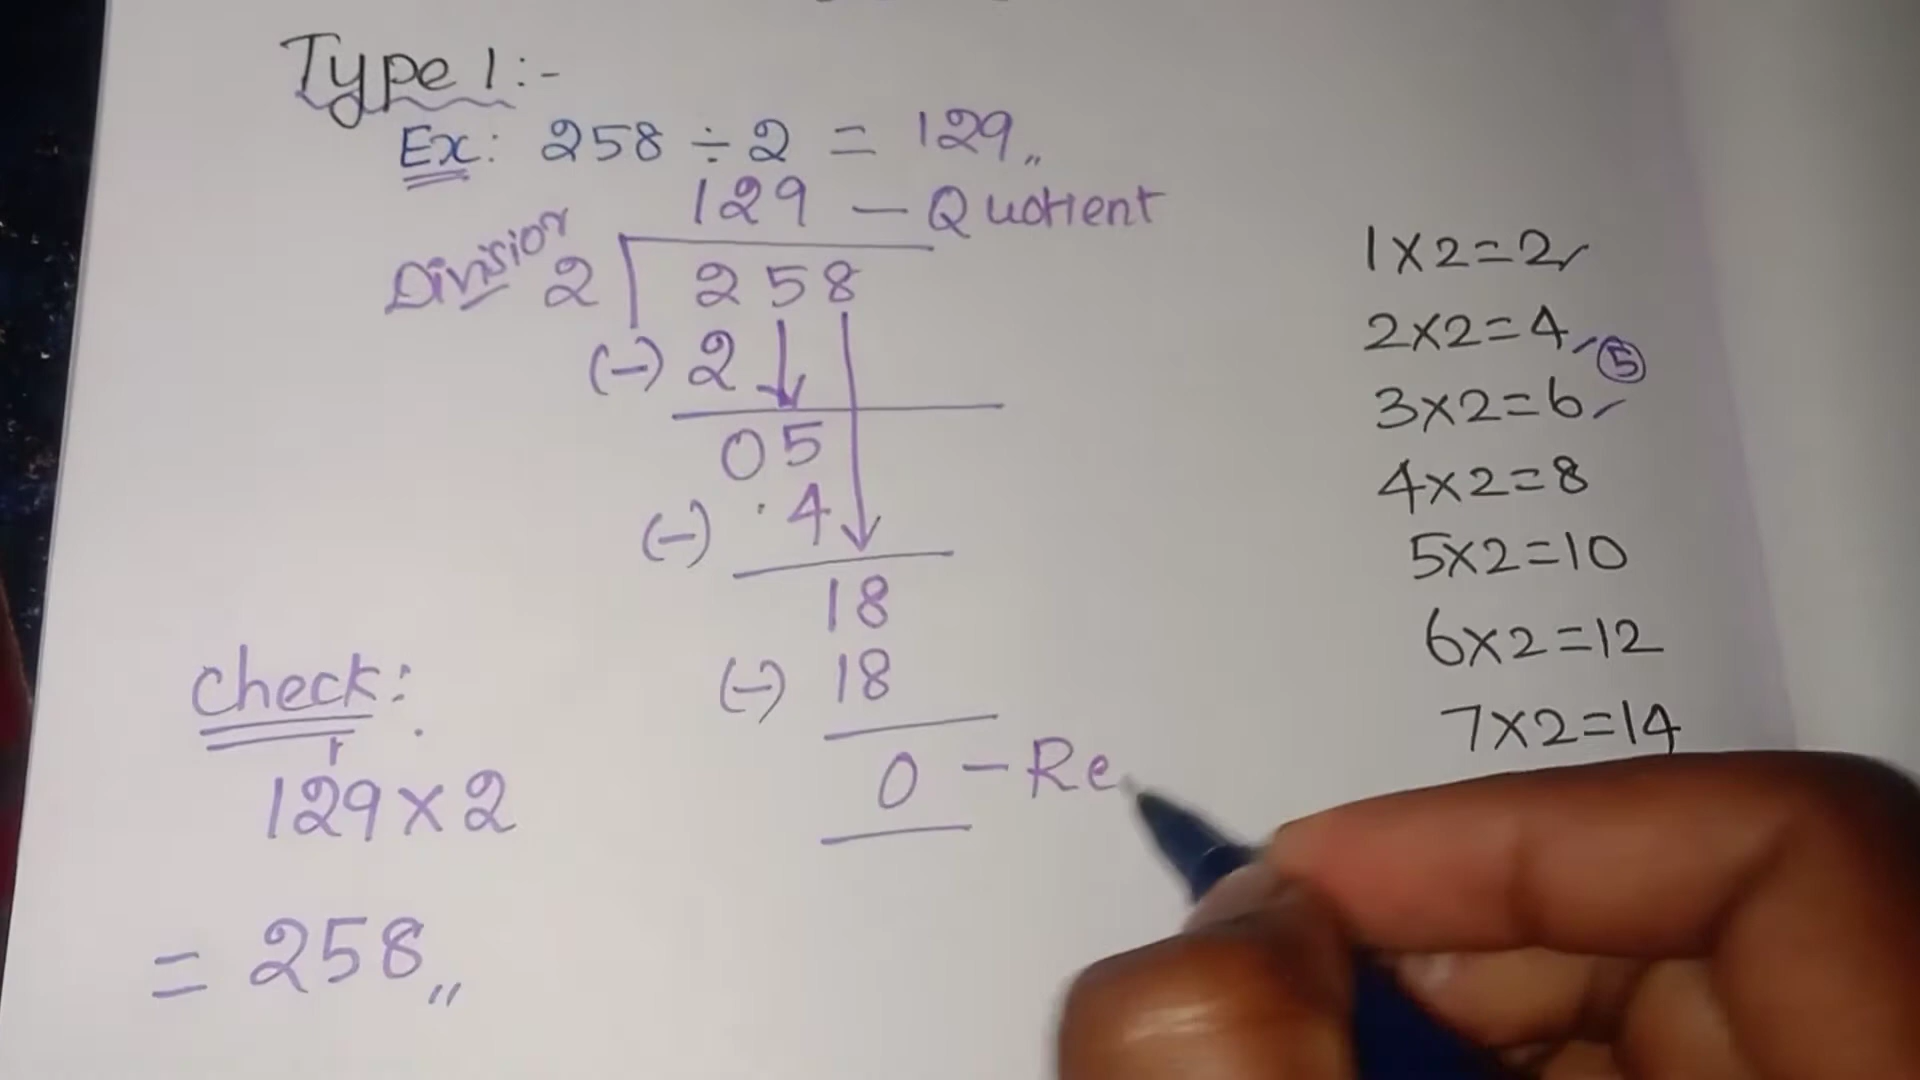 Type 1:-
Ex: 258 ÷ 2 = 129,,
129 — Quotient
Division 2 258
(-) 2
05
(-) 4
18
(-) 18
0 - Re
Check:
1
129 × 2
= 258,,
1×2=2
2×2=4
5
3×2=6
4×2=8
5×2=10
6×2=12
7×2=14